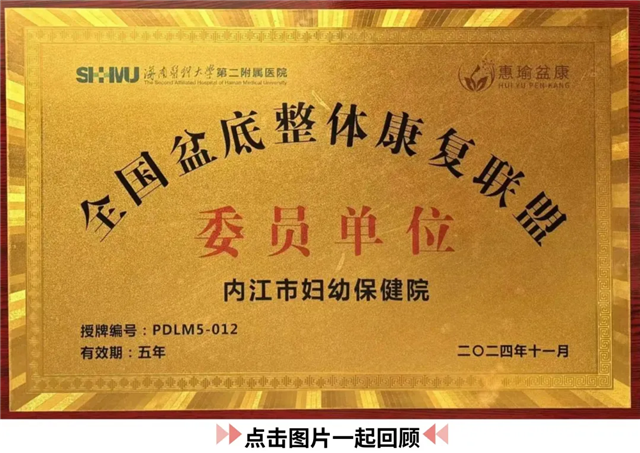 SHMU 海南医科大学第二附属医院
The Second Affiliated Hospital of Hainan Medical University
惠瑜盆康
HUI YU PEN KANG
全国盆底整体康复联盟
委员单位
内江市妇幼保健院
授牌编号：PDLM5-012
有效期：五年
二〇二四年十一月
点击图片一起回顾